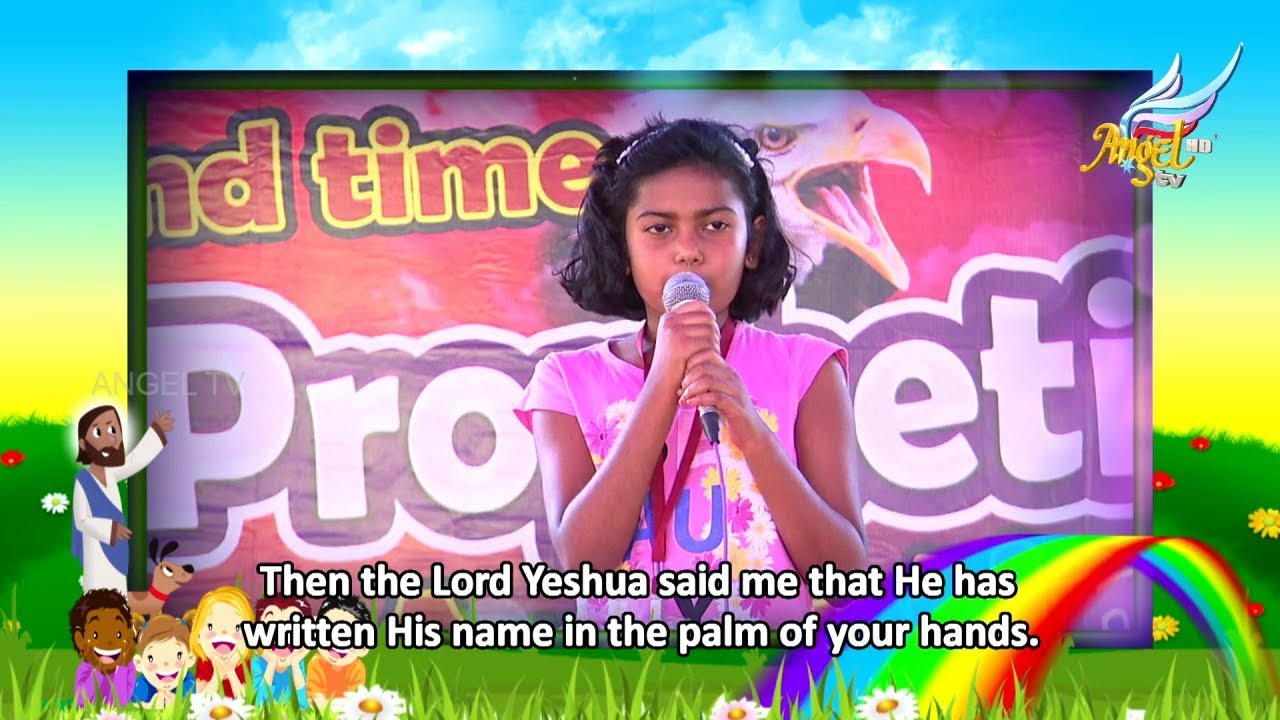 nd time
Angel HD
tv
Pro eti
ANGEL TV
U
Then the Lord Yeshua said me that He has
written His name in the palm of your hands.